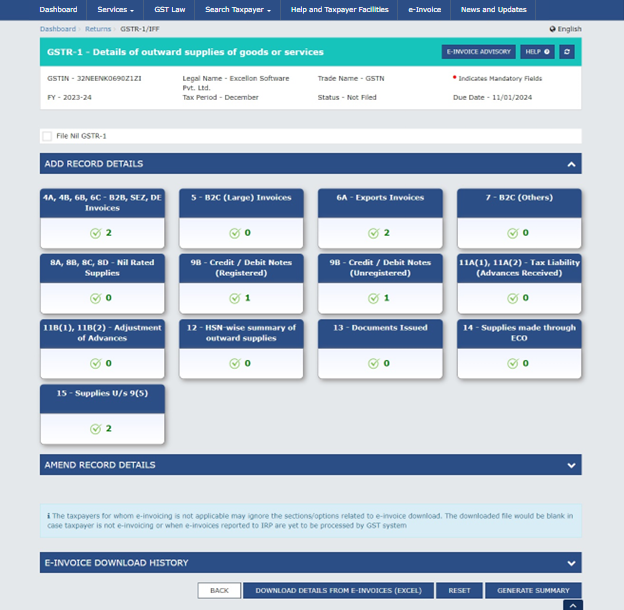 Dashboard Services GST Law Search Taxpayer Help and Taxpayer Facilities e-Invoice News and Updates
Dashboard Returns GSTR-1/IFF English
GSTR-1 - Details of outward supplies of goods or services E-INVOICE ADVISORY HELP
GSTIN - 32NEENK0690Z1ZI Legal Name - Excellon Software Pvt. Ltd. Trade Name - GSTN • Indicates Mandatory Fields
FY - 2023-24 Tax Period - December Status - Not Filed Due Date - 11/01/2024
File Nil GSTR-1
ADD RECORD DETAILS
4A, 4B, 6B, 6C - B2B, SEZ, DE Invoices
2
5 - B2C (Large) Invoices
0
6A - Exports Invoices
2
7 - B2C (Others)
0
8A, 8B, 8C, 8D - Nil Rated Supplies
0
9B - Credit / Debit Notes (Registered)
1
9B - Credit / Debit Notes (Unregistered)
1
11A(1), 11A(2) - Tax Liability (Advances Received)
0
11B(1), 11B(2) - Adjustment of Advances
0
12 - HSN-wise summary of outward supplies
0
13 - Documents Issued
0
14 - Supplies made through ECO
0
15 - Supplies U/s 9(5)
2
AMEND RECORD DETAILS
The taxpayers for whom e-invoicing is not applicable may ignore the sections/options related to e-invoice download. The downloaded file would be blank in
case taxpayer is not e-invoicing or when e-invoices reported to IRP are yet to be processed by GST system
E-INVOICE DOWNLOAD HISTORY
BACK DOWNLOAD DETAILS FROM E-INVOICES (EXCEL) RESET GENERATE SUMMARY